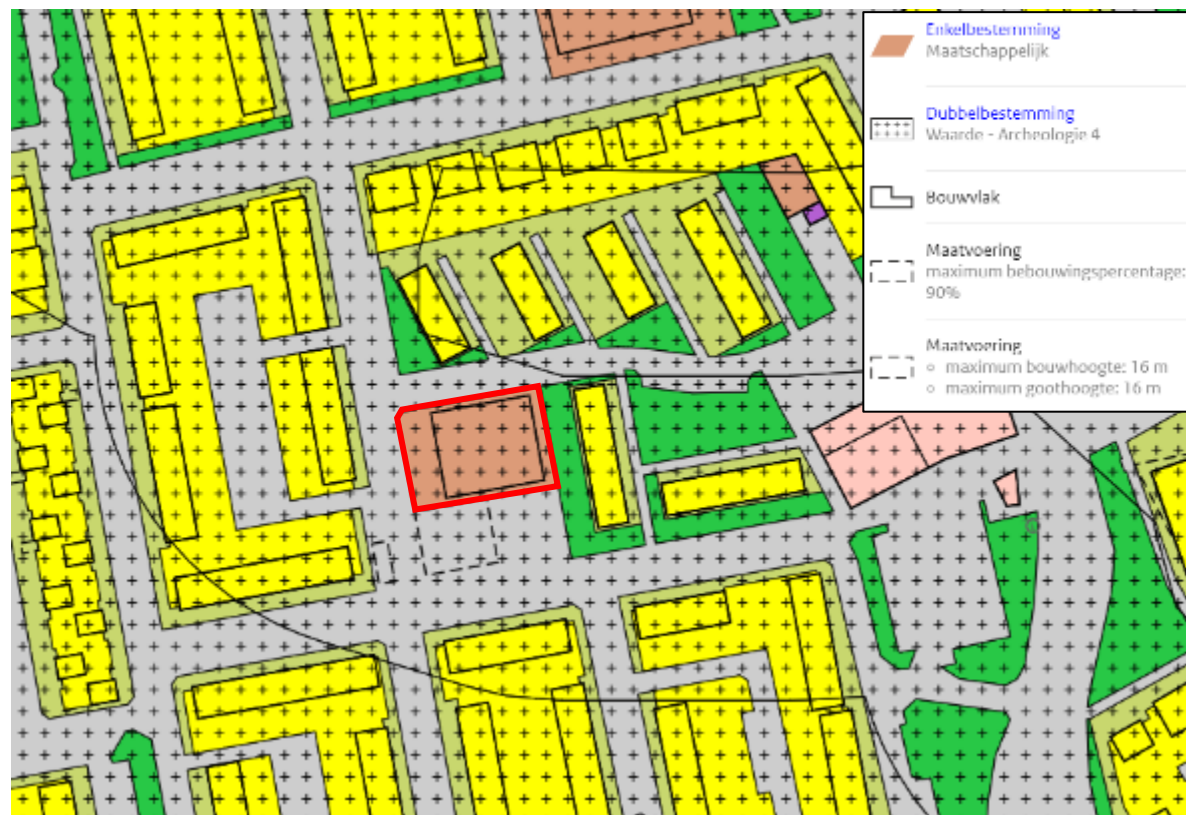 Enkelbestemming
Maatschappelijk
Dubbelbestemming
Waarde - Archeologie 4
Bouwvlak
Maatvoering
maximum bebouwingspercentage:
90%
Maatvoering
maximum bouwhoogte: 16 m
maximum goothoogte: 16 m